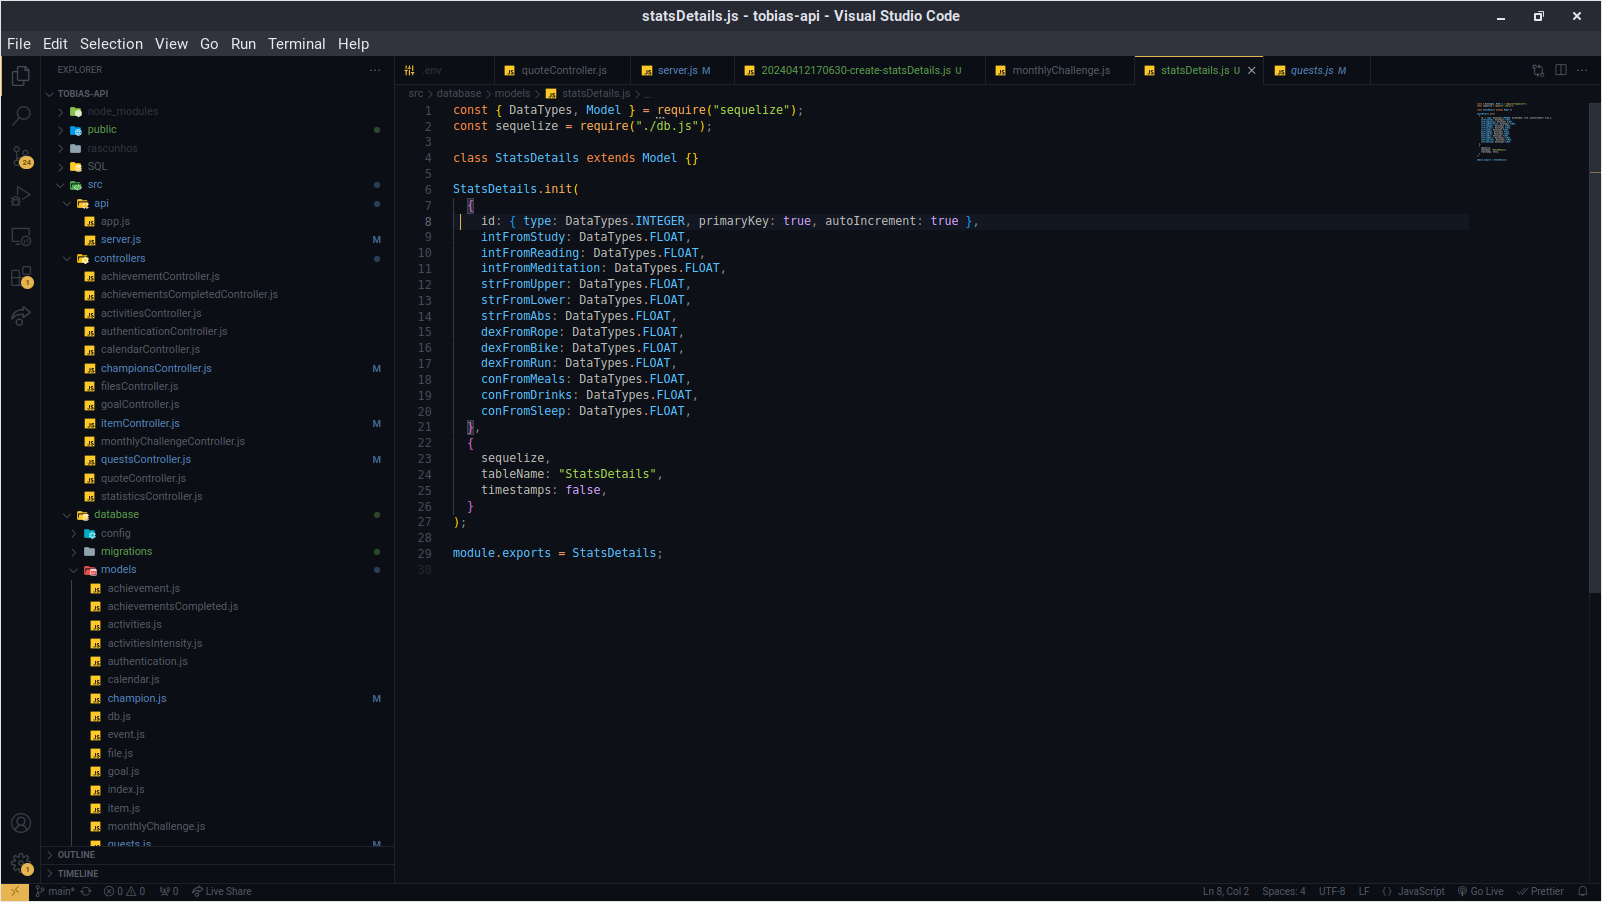 statsDetails.js - tobias-api - Visual Studio Code
File Edit Selection View Go Run Terminal Help
EXPLORER
.env
quoteController.js
server.js M
20240412170630-create-statsDetails.js U
monthlyChallenge.js
statsDetails.js U
quests.js M
TOBIAS-API
node_modules
public
rascunhos
SQL
src
api
app.js
server.js M
controllers
achievementController.js
achievementsCompletedController.js
activitiesController.js
authenticationController.js
calendarController.js
championsController.js M
filesController.js
goalController.js
itemController.js M
monthlyChallengeController.js
questsController.js M
quoteController.js
statisticsController.js
database
config
migrations
models
achievement.js
achievementsCompleted.js
activities.js
activitiesIntensity.js
authentication.js
calendar.js
champion.js M
db.js
event.js
file.js
goal.js
index.js
item.js
monthlyChallenge.js
quests.js M
OUTLINE
TIMELINE
24
1
1
src > database > models > statsDetails.js > ...
1 const { DataTypes, Model } = require("sequelize");
2 const sequelize = require("./db.js");
3
4 class StatsDetails extends Model {}
5
6 StatsDetails.init(
7 {
8 id: { type: DataTypes.INTEGER, primaryKey: true, autoIncrement: true },
9 intFromStudy: DataTypes.FLOAT,
10 intFromReading: DataTypes.FLOAT,
11 intFromMeditation: DataTypes.FLOAT,
12 strFromUpper: DataTypes.FLOAT,
13 strFromLower: DataTypes.FLOAT,
14 strFromAbs: DataTypes.FLOAT,
15 dexFromRope: DataTypes.FLOAT,
16 dexFromBike: DataTypes.FLOAT,
17 dexFromRun: DataTypes.FLOAT,
18 conFromMeals: DataTypes.FLOAT,
19 conFromDrinks: DataTypes.FLOAT,
20 conFromSleep: DataTypes.FLOAT,
21 },
22 {
23 sequelize,
24 tableName: "StatsDetails",
25 timestamps: false,
26 }
27 );
28
29 module.exports = StatsDetails;
30
main* 0 0 0 Live Share
Ln 8, Col 2 Spaces: 4 UTF-8 LF {} JavaScript Go Live Prettier